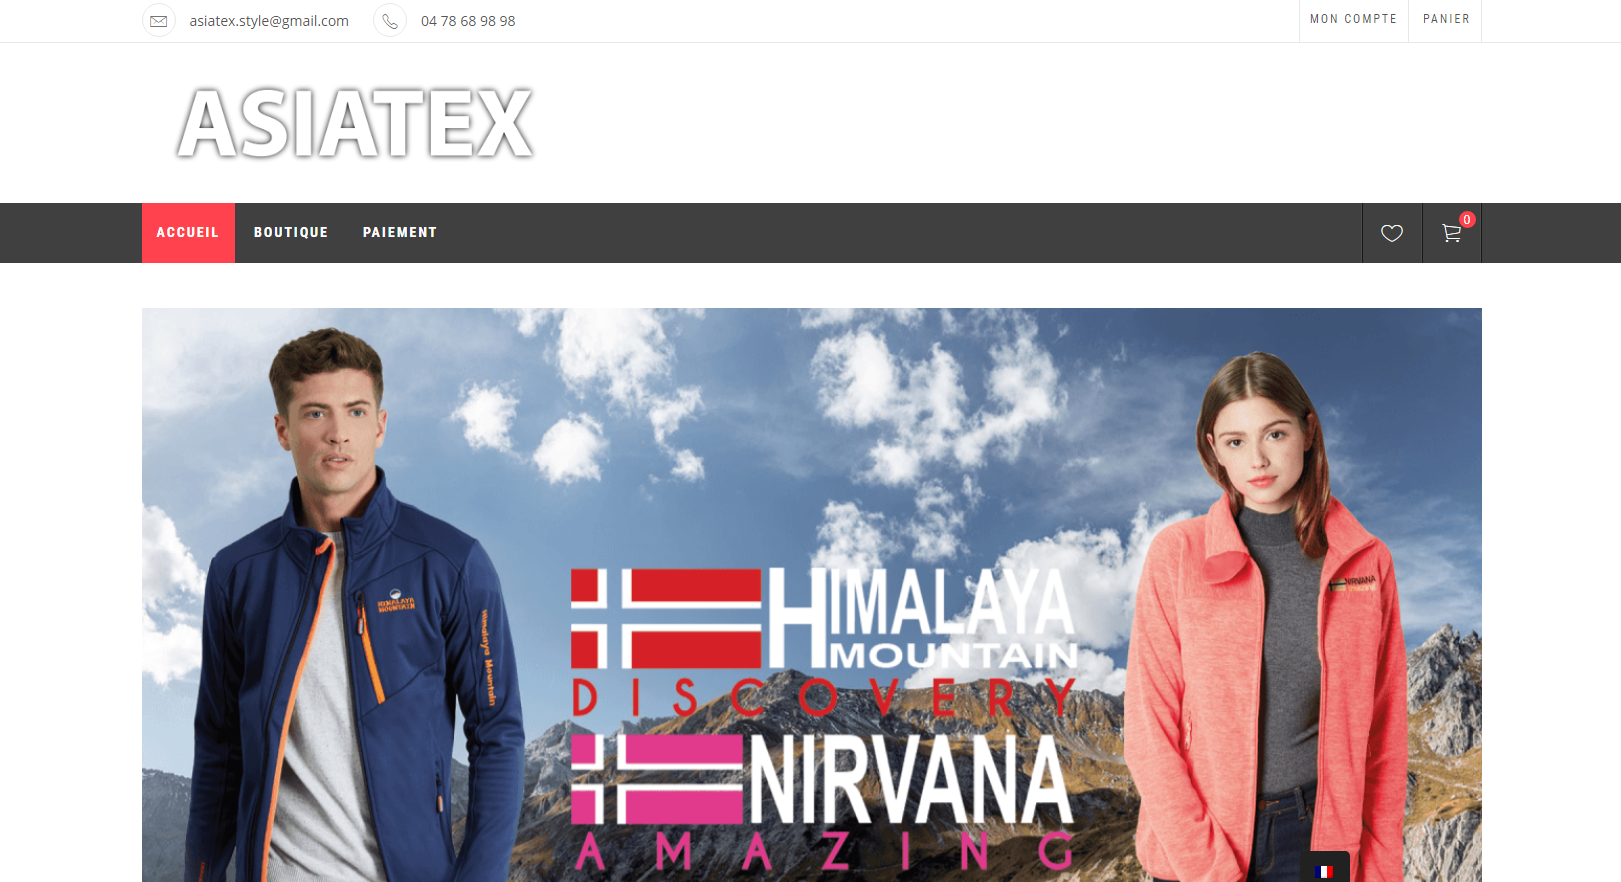 asiatex.style@gmail.com
04 78 68 98 98
MON COMPTE
PANIER
ASIATEX
ACCUEIL
BOUTIQUE
PAIEMENT
0
HIMALAYA
MOUNTAIN
DISCOVERY
NIRVANA
AMAZING
HIMALAYA
MOUNTAIN
Himalaya Mountain
NIRVANA